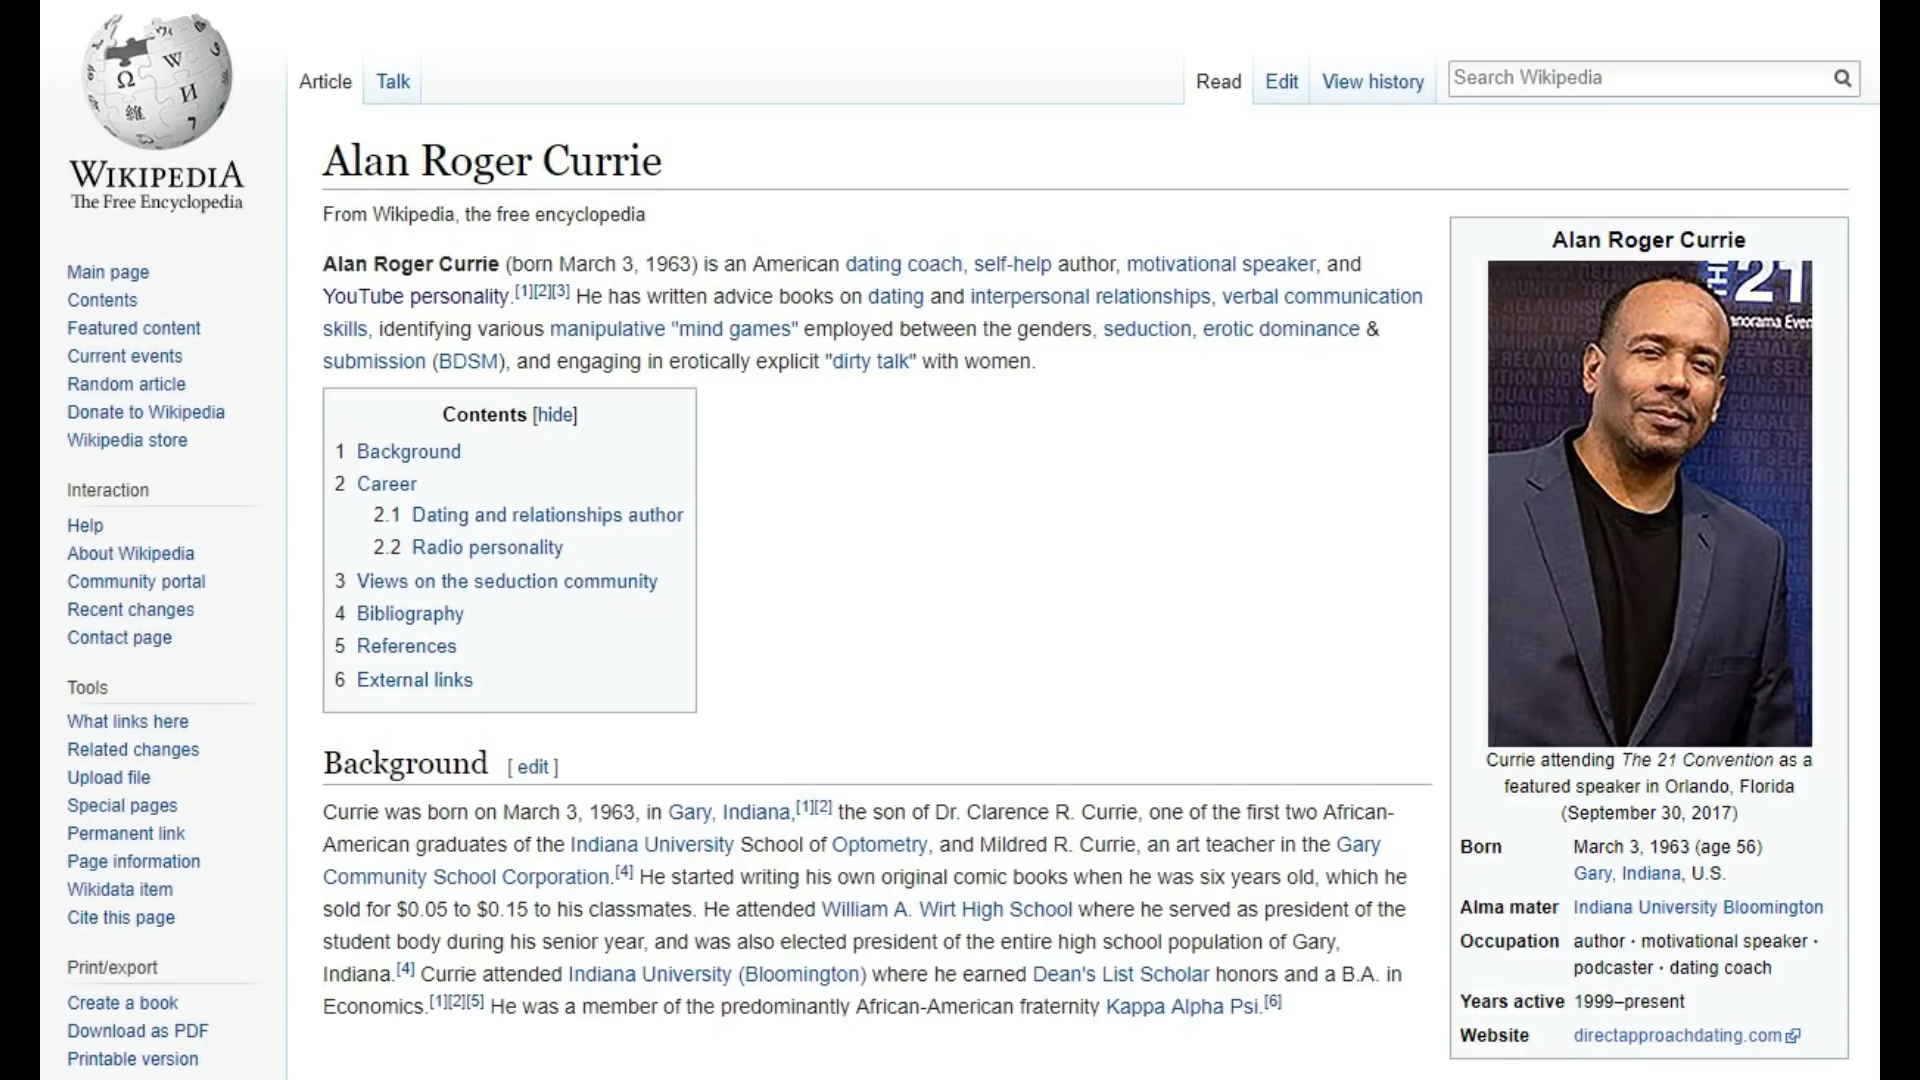 Article
Talk
Read
Edit
View history
Search Wikipedia
WIKIPEDIA
The Free Encyclopedia
Main page
Contents
Featured content
Current events
Random article
Donate to Wikipedia
Wikipedia store
Interaction
Help
About Wikipedia
Community portal
Recent changes
Contact page
Tools
What links here
Related changes
Upload file
Special pages
Permanent link
Page information
Wikidata item
Cite this page
Print/export
Create a book
Download as PDF
Printable version
Alan Roger Currie
From Wikipedia, the free encyclopedia
Alan Roger Currie (born March 3, 1963) is an American dating coach, self-help author, motivational speaker, and
YouTube personality.[1][2][3] He has written advice books on dating and interpersonal relationships, verbal communication
skills, identifying various manipulative "mind games" employed between the genders, seduction, erotic dominance &
submission (BDSM), and engaging in erotically explicit "dirty talk" with women.
Contents [hide]
1 Background
2 Career
2.1 Dating and relationships author
2.2 Radio personality
3 Views on the seduction community
4 Bibliography
5 References
6 External links
Background [ edit ]
Currie was born on March 3, 1963, in Gary, Indiana,[1][2] the son of Dr. Clarence R. Currie, one of the first two African-
American graduates of the Indiana University School of Optometry, and Mildred R. Currie, an art teacher in the Gary
Community School Corporation.[4] He started writing his own original comic books when he was six years old, which he
sold for $0.05 to $0.15 to his classmates. He attended William A. Wirt High School where he served as president of the
student body during his senior year, and was also elected president of the entire high school population of Gary,
Indiana.[4] Currie attended Indiana University (Bloomington) where he earned Dean's List Scholar honors and a B.A. in
Economics.[1][2][5] He was a member of the predominantly African-American fraternity Kappa Alpha Psi.[6]
Alan Roger Currie
21
Currie attending The 21 Convention as a
featured speaker in Orlando, Florida
(September 30, 2017)
Born March 3, 1963 (age 56)
Gary, Indiana, U.S.
Alma mater Indiana University Bloomington
Occupation author · motivational speaker ·
podcaster · dating coach
Years active 1999–present
Website directapproachdating.com